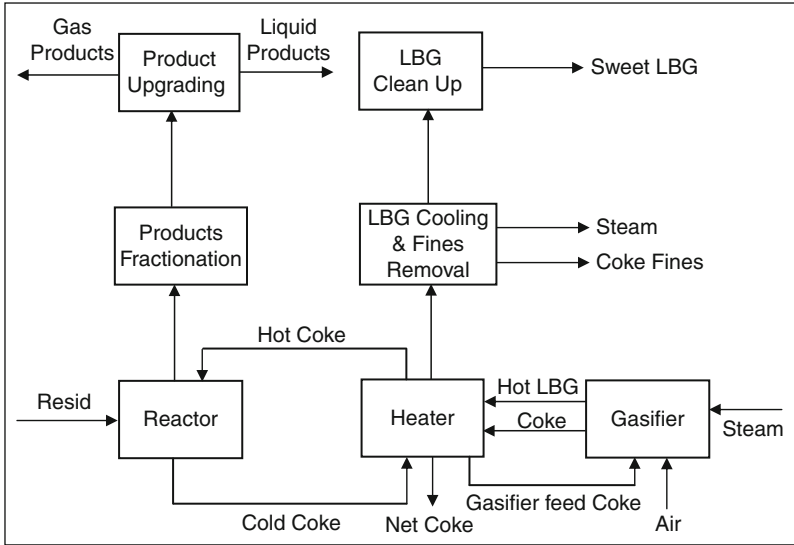 Gas
Products
Product
Upgrading
Liquid
Products
LBG
Clean Up
Sweet LBG
Products
Fractionation
LBG Cooling
& Fines
Removal
Steam
Coke Fines
Hot Coke
Resid
Reactor
Heater
Hot LBG
Coke
Gasifier
Steam
Cold Coke
Net Coke
Gasifier feed Coke
Air